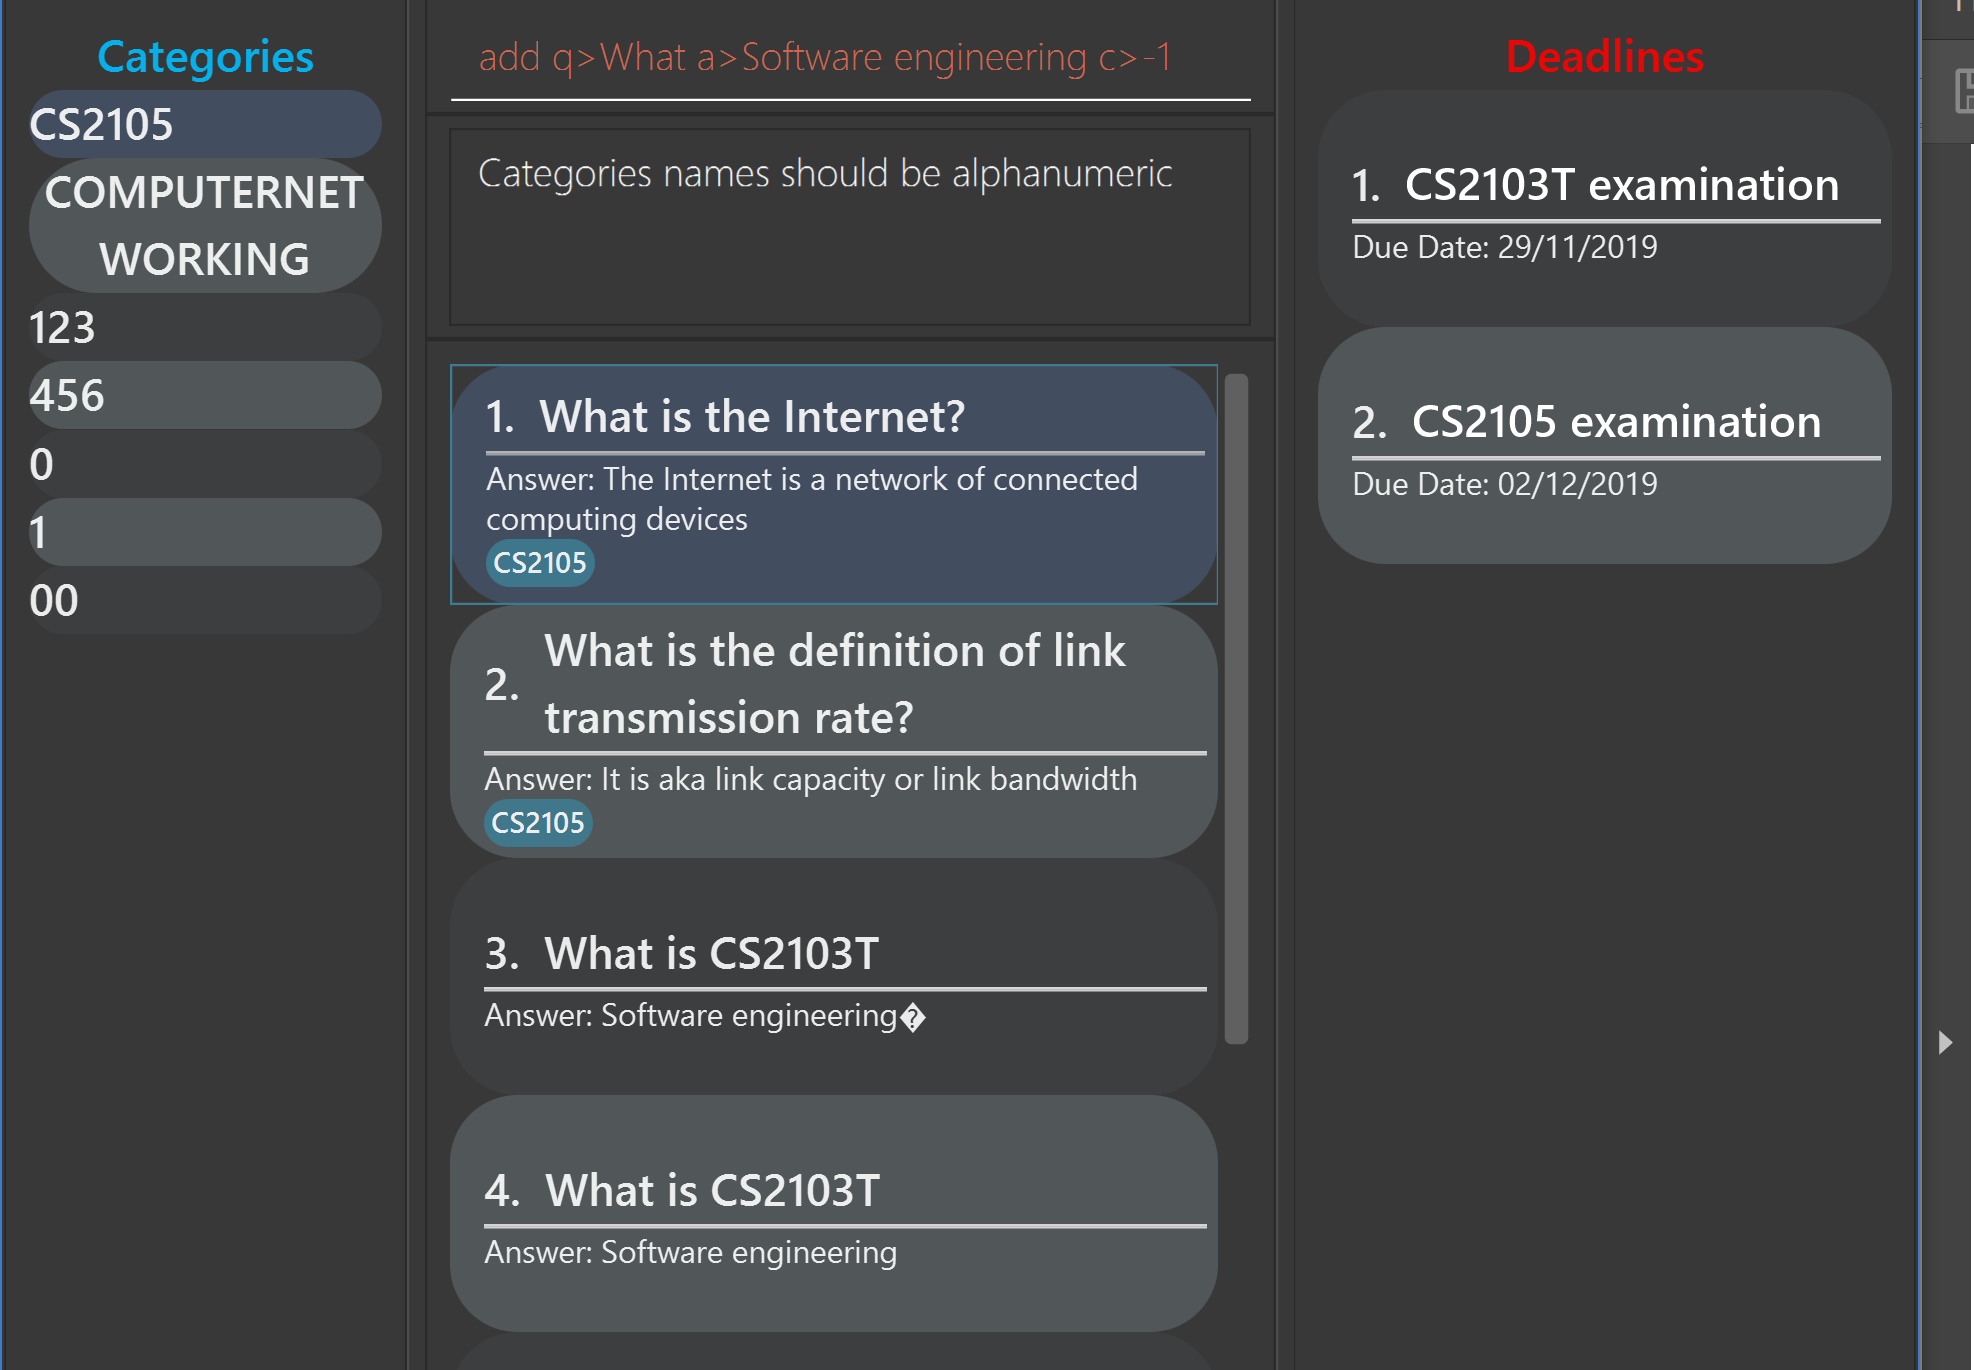 Categories
CS2105
COMPUTERNET
WORKING
123
456
0
1
00
add q>What a>Software engineering c>-1
Categories names should be alphanumeric
1. What is the Internet?
Answer: The Internet is a network of connected
computing devices
CS2105
2. What is the definition of link
transmission rate?
Answer: It is aka link capacity or link bandwidth
CS2105
3. What is CS2103T
Answer: Software engineering�
4. What is CS2103T
Answer: Software engineering
Deadlines
1. CS2103T examination
Due Date: 29/11/2019
2. CS2105 examination
Due Date: 02/12/2019